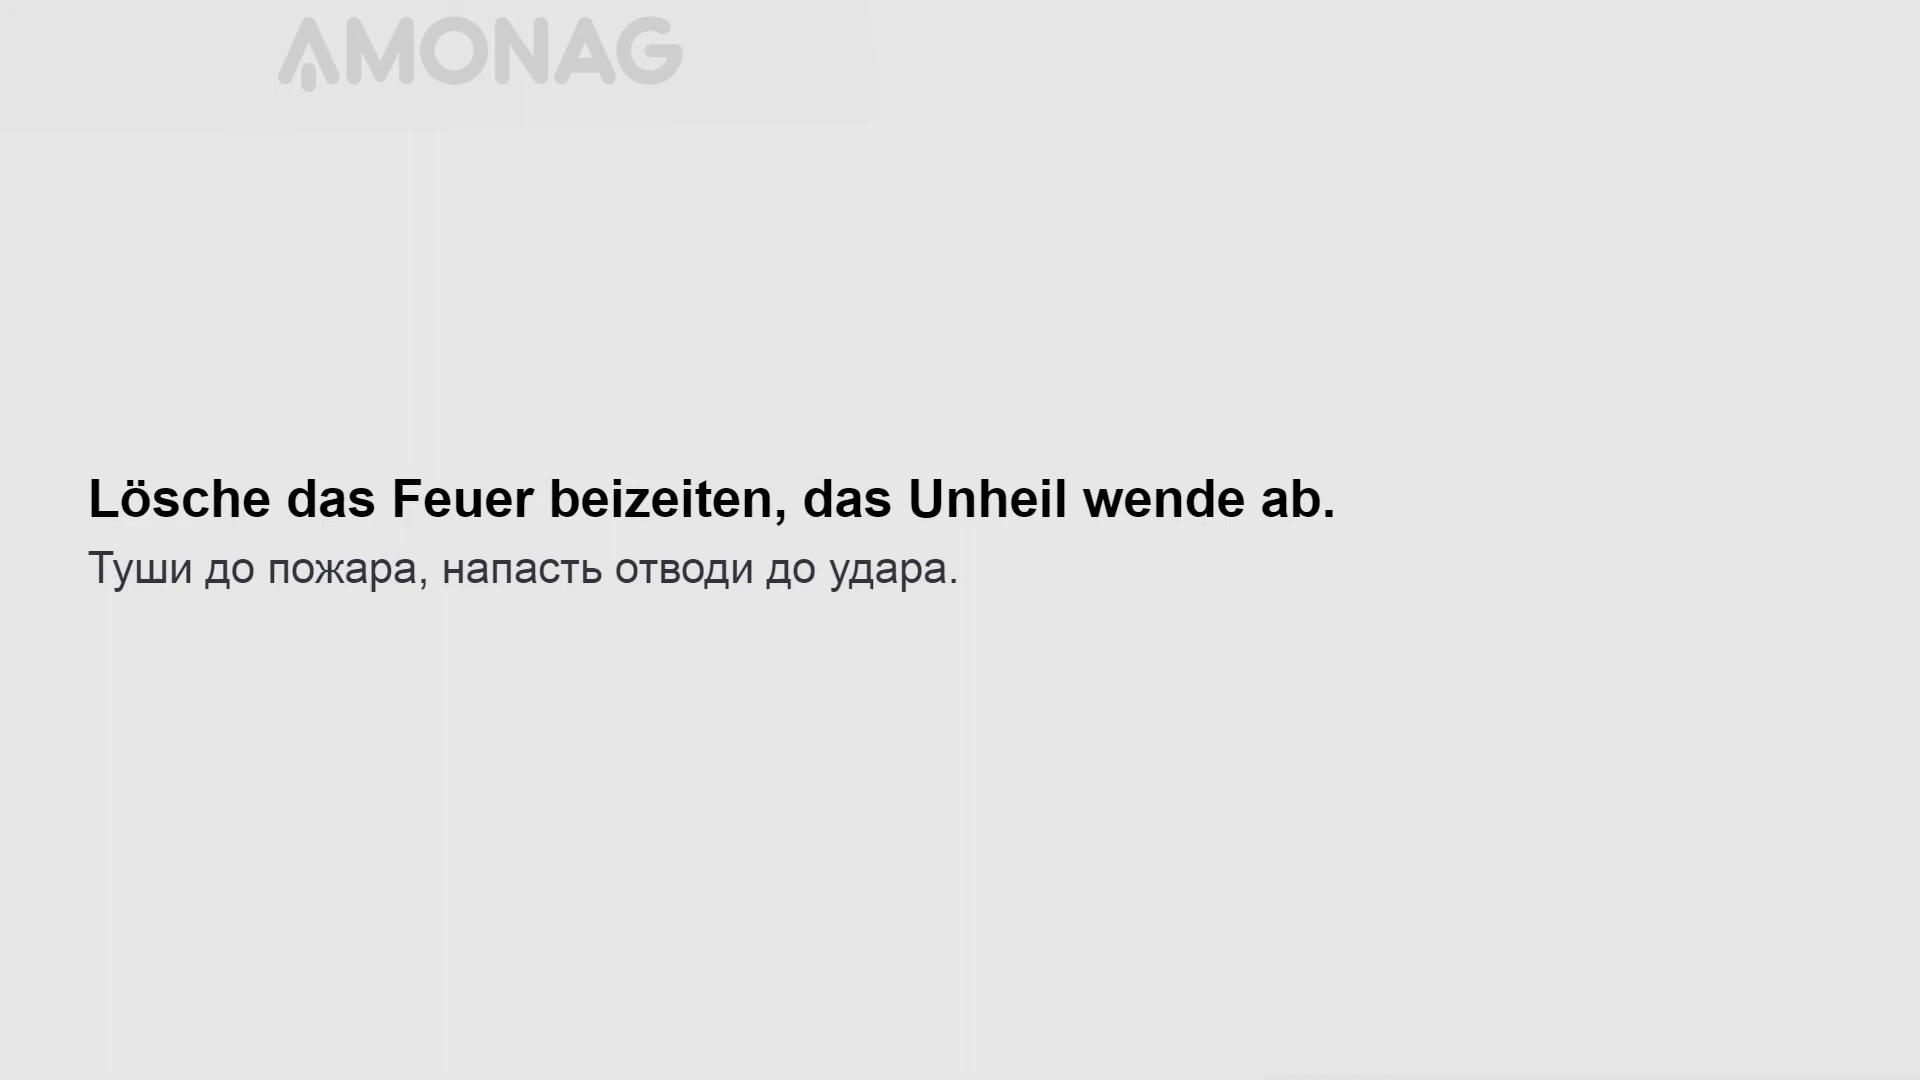 AMONAG
Lösche das Feuer beizeiten, das Unheil wende ab.
Туши до пожара, напасть отводи до удара.